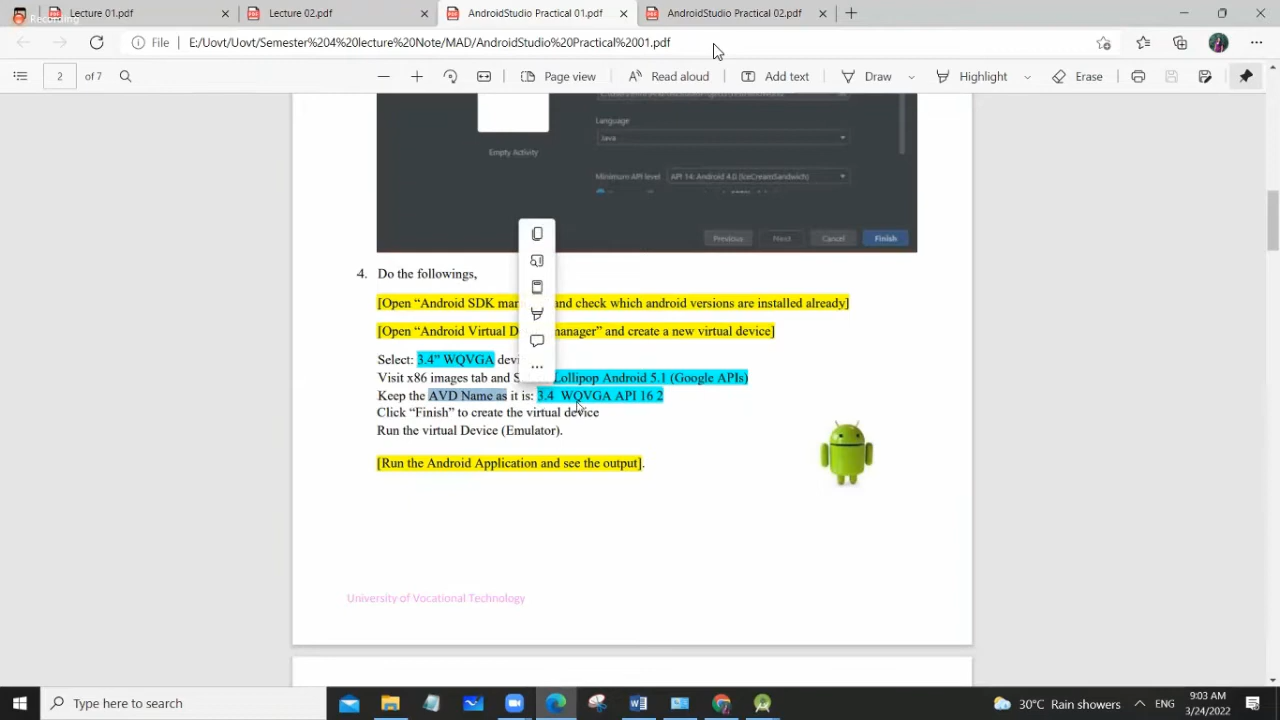 Recording
Lecture 01.pdf
Lecture 02.pdf
AndroidStudio Practical 01.pdf
AndroidStudio Practical 02.pdf
File
E:/Uovt/Uovt/Semester%204%20lecture%20Note/MAD/AndroidStudio%20Practical%2001.pdf
2 of 7
Page view
Read aloud
Add text
Draw
Highlight
Erase
Language
Java
Empty Activity
Minimum API level
API 14: Android 4.0 (IceCreamSandwich)
Previous
Next
Cancel
Finish
4. Do the followings,
[Open “Android SDK man and check which android versions are installed already]
[Open “Android Virtual D manager” and create a new virtual device]
Select: 3.4” WQVGA devi
Visit x86 images tab and S Lollipop Android 5.1 (Google APIs)
Keep the AVD Name as it is: 3.4 WQVGA API 16 2
Click “Finish” to create the virtual device
Run the virtual Device (Emulator).
[Run the Android Application and see the output].
University of Vocational Technology
Type here to search
30°C Rain showers
ENG
9:03 AM
3/24/2022